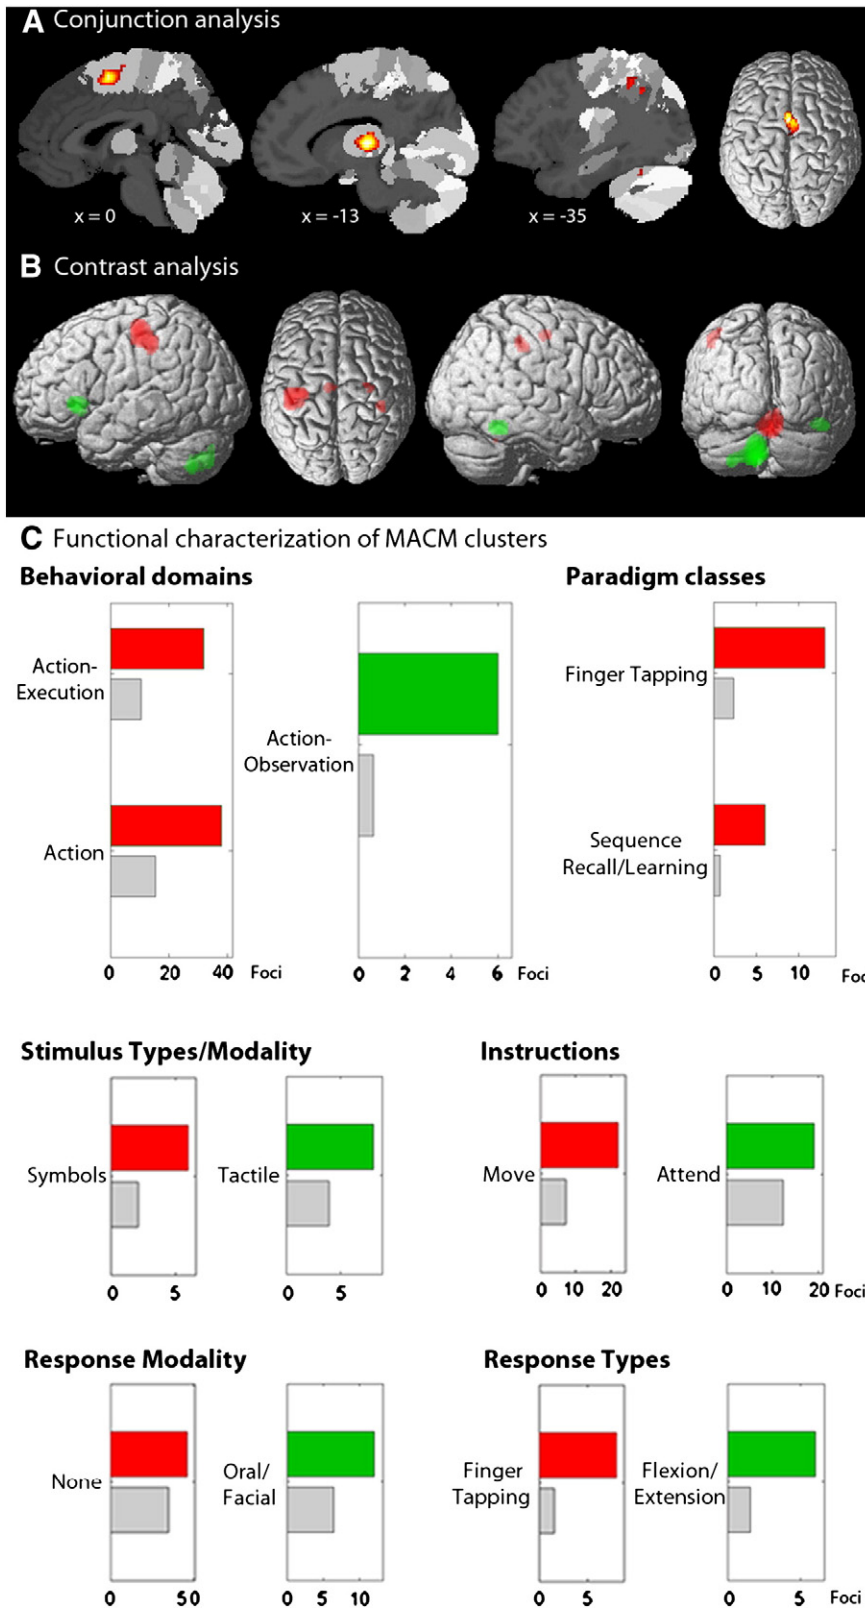 A Conjunction analysis
x = 0
x = -13
x = -35
B Contrast analysis
C Functional characterization of MACM clusters
Behavioral domains
Paradigm classes
Action-
Execution
Action
0 20 40 Foci
Action-
Observation
0 2 4 6 Foci
Finger Tapping
Sequence
Recall/Learning
0 5 10 Foc
Stimulus Types/Modality
Instructions
Symbols
0 5
Tactile
0 5
Move
0 10 20
Attend
0 10 20 Foci
Response Modality
Response Types
None
0 50
Oral/
Facial
0 5 10
Finger
Tapping
0 5
Flexion/
Extension
0 5 Foci